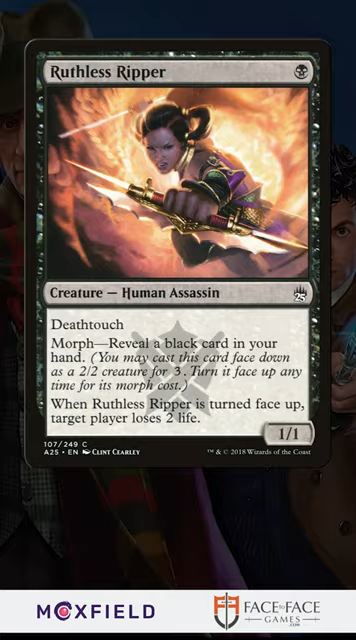 Ruthless Ripper
Creature — Human Assassin
25
Deathtouch
Morph—Reveal a black card in your
hand. (You may cast this card face down
as a 2/2 creature for 3. Turn it face up any
time for its morph cost.)
When Ruthless Ripper is turned face up,
target player loses 2 life.
1/1
107/249 C
A25 • EN Clint Cearley
™ & © 2018 Wizards of the Coast
MOXFIELD
FACE TO FACE
GAMES
.COM